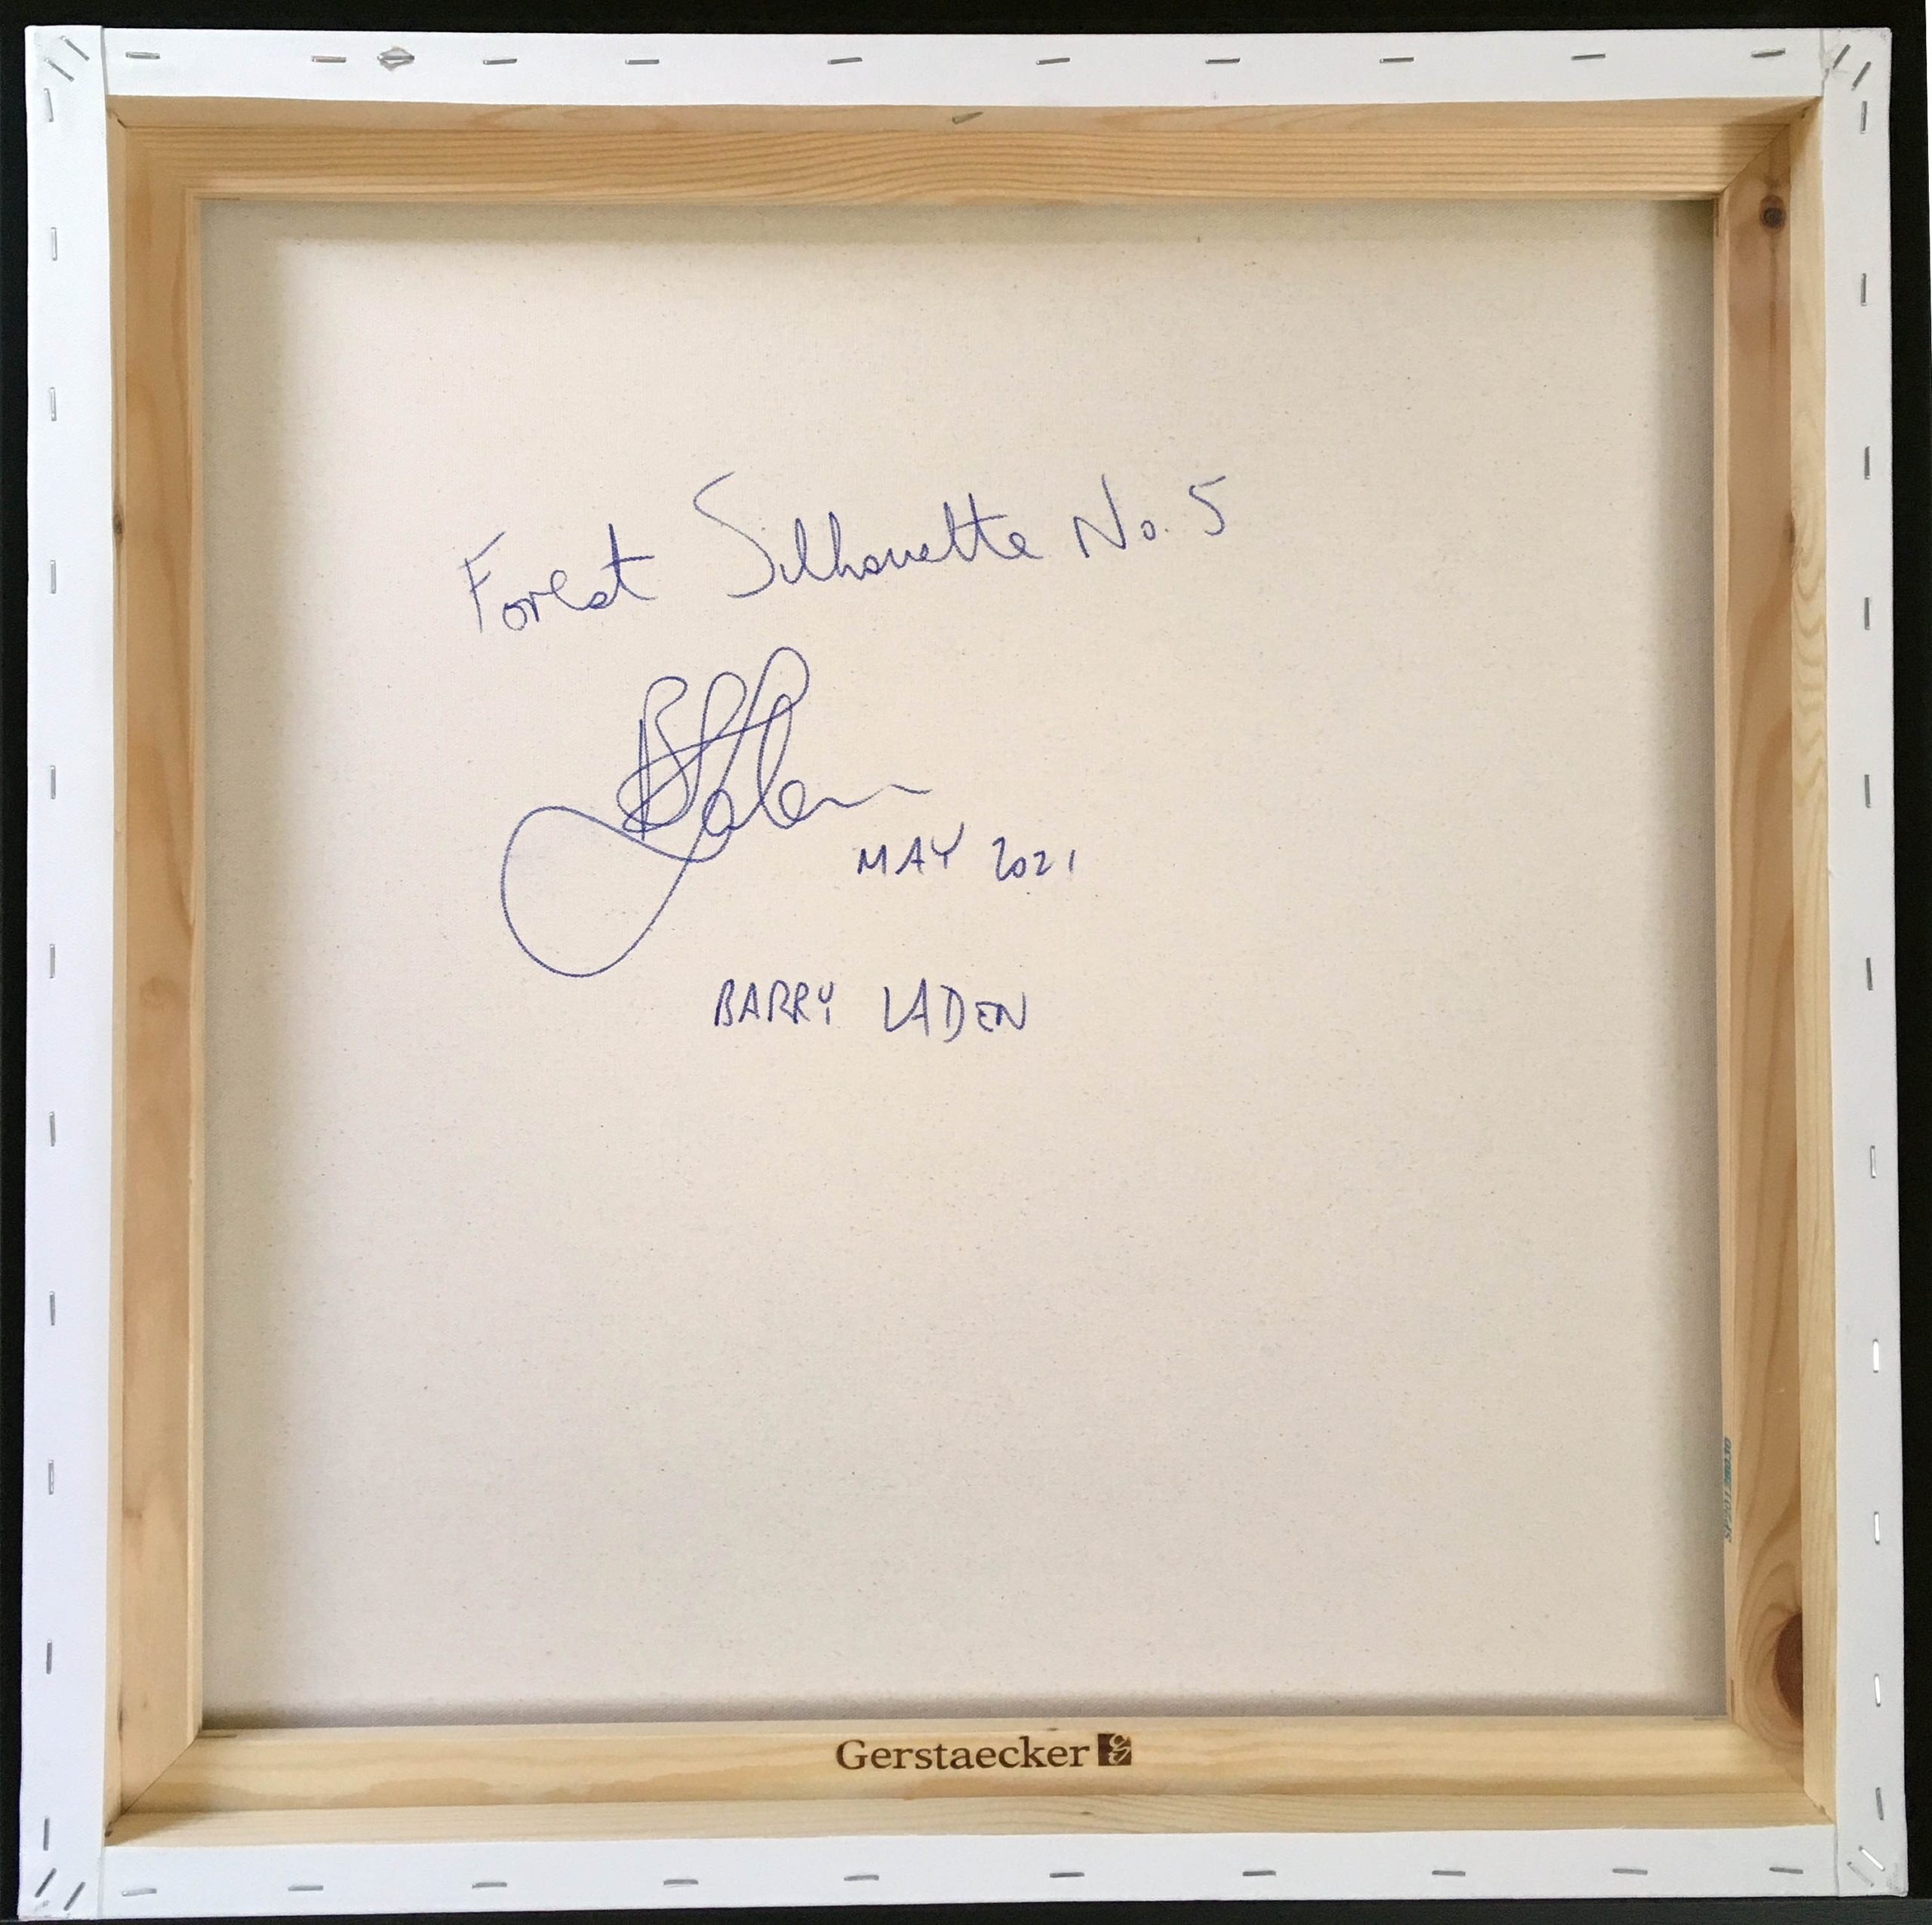 Forest Silhouette No. 5
MAY 2021
BARRY LADEN
Gerstaecker